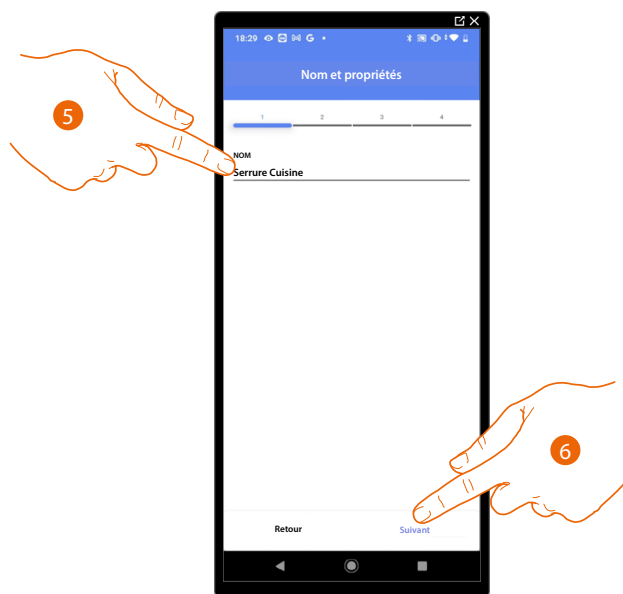 18:29
Nom et propriétés
1 2 3 4
NOM
Serrure Cuisine
5
6
Retour Suivant